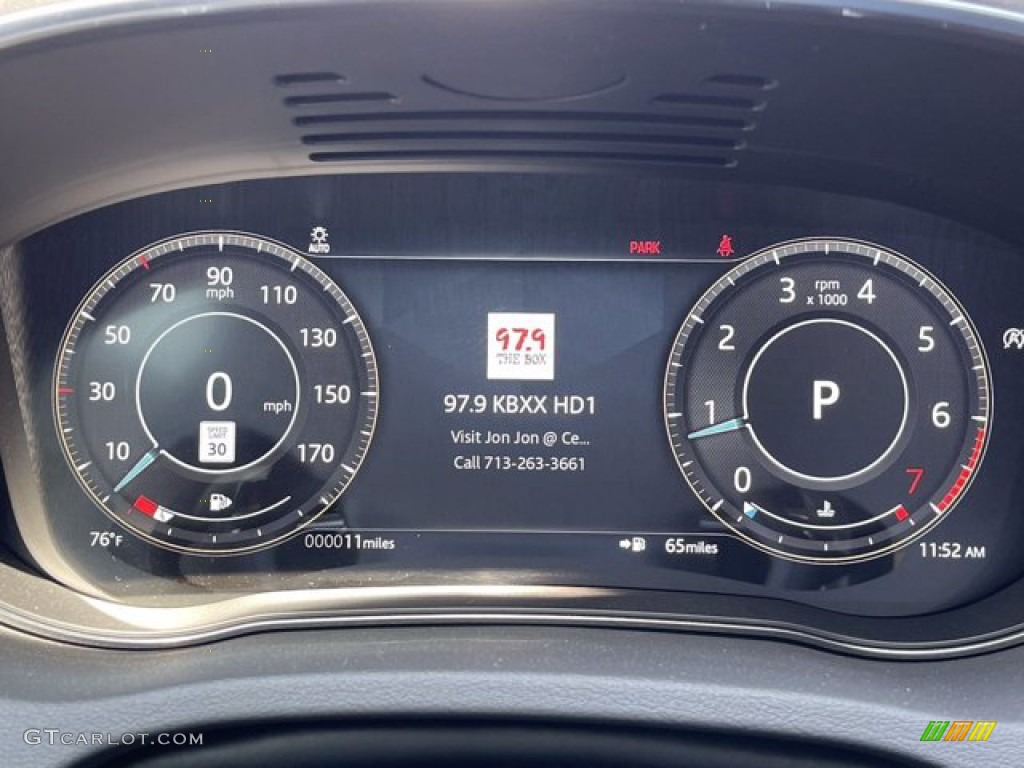 AUTO
PARK
90
mph
70
110
50
130
30
150
10
170
0
mph
SPEED
LIMIT
30
97.9
THE BOX
97.9 KBXX HD1
Visit Jon Jon @ Ce...
Call 713-263-3661
3
rpm
x 1000
4
2
5
1
6
0
7
P
76°F
000011miles
65miles
11:52 AM
GTCARLOT.COM